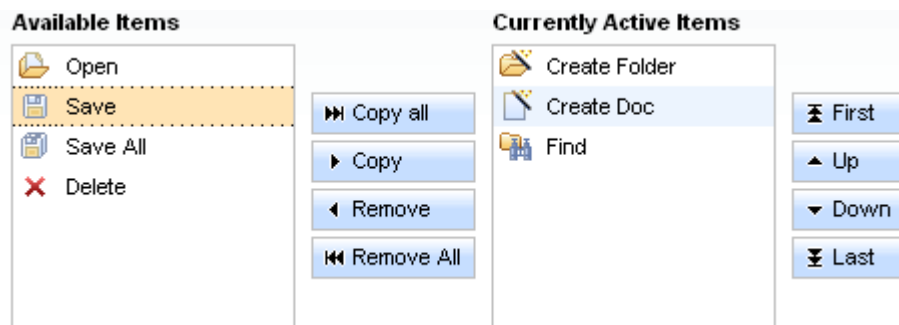 Available Items
Open
Save
Save All
Delete
Copy all
Copy
Remove
Remove All
Currently Active Items
Create Folder
Create Doc
Find
First
Up
Down
Last